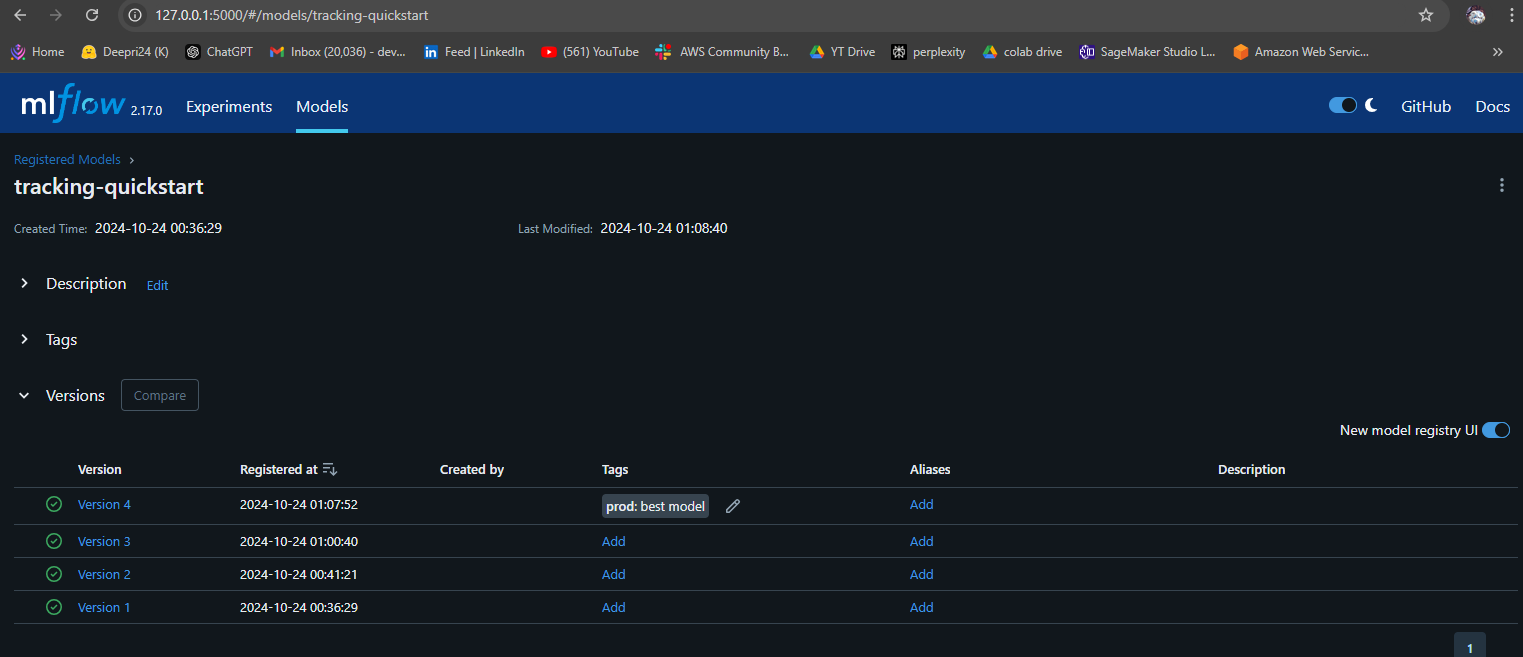 127.0.0.1:5000/#/models/tracking-quickstart
Home Deepri24 (K) ChatGPT Inbox (20,036) - dev... Feed | LinkedIn (561) YouTube AWS Community B... YT Drive perplexity colab drive SageMaker Studio L... Amazon Web Servic...
mlflow 2.17.0 Experiments Models GitHub Docs
Registered Models
tracking-quickstart
Created Time: 2024-10-24 00:36:29 Last Modified: 2024-10-24 01:08:40
Description Edit
Tags
Versions Compare
New model registry UI
Version Registered at Created by Tags Aliases Description
Version 4 2024-10-24 01:07:52 prod: best model Add
Version 3 2024-10-24 01:00:40 Add Add
Version 2 2024-10-24 00:41:21 Add Add
Version 1 2024-10-24 00:36:29 Add Add
1